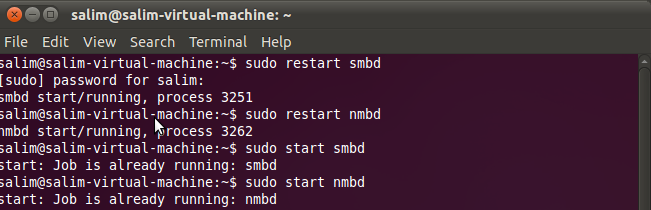 salim@salim-virtual-machine: ~
File Edit View Search Terminal Help
salim@salim-virtual-machine:~$ sudo restart smbd
[sudo] password for salim:
smbd start/running, process 3251
salim@salim-virtual-machine:~$ sudo restart nmbd
nmbd start/running, process 3262
salim@salim-virtual-machine:~$ sudo start smbd
start: Job is already running: smbd
salim@salim-virtual-machine:~$ sudo start nmbd
start: Job is already running: nmbd